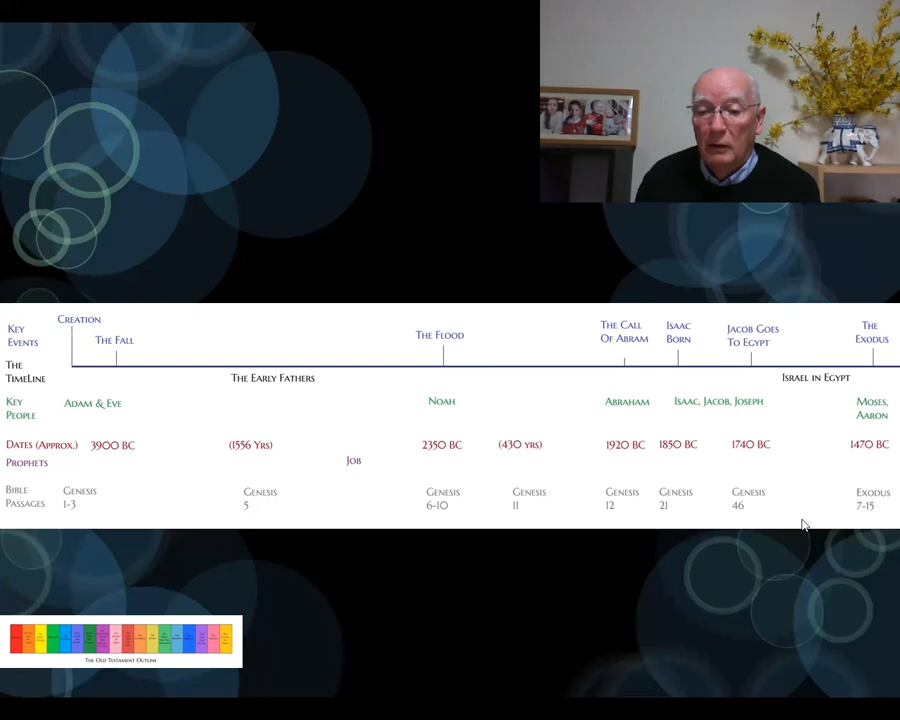 Creation
Key Events
The Fall
The Flood
The Call Of Abram
Isaac Born
Jacob Goes To Egypt
The Exodus
The TimeLine
The Early Fathers
Israel in Egypt
Key People
Adam & Eve
Noah
Abraham
Isaac, Jacob, Joseph
Moses, Aaron
Dates (Approx.)
3900 BC
(1556 Yrs)
2350 BC
(430 yrs)
1920 BC
1850 BC
1740 BC
1470 BC
Prophets
Job
Bible Passages
Genesis 1-3
Genesis 5
Genesis 6-10
Genesis 11
Genesis 12
Genesis 21
Genesis 46
Exodus 7-15
The Old Testament Outline